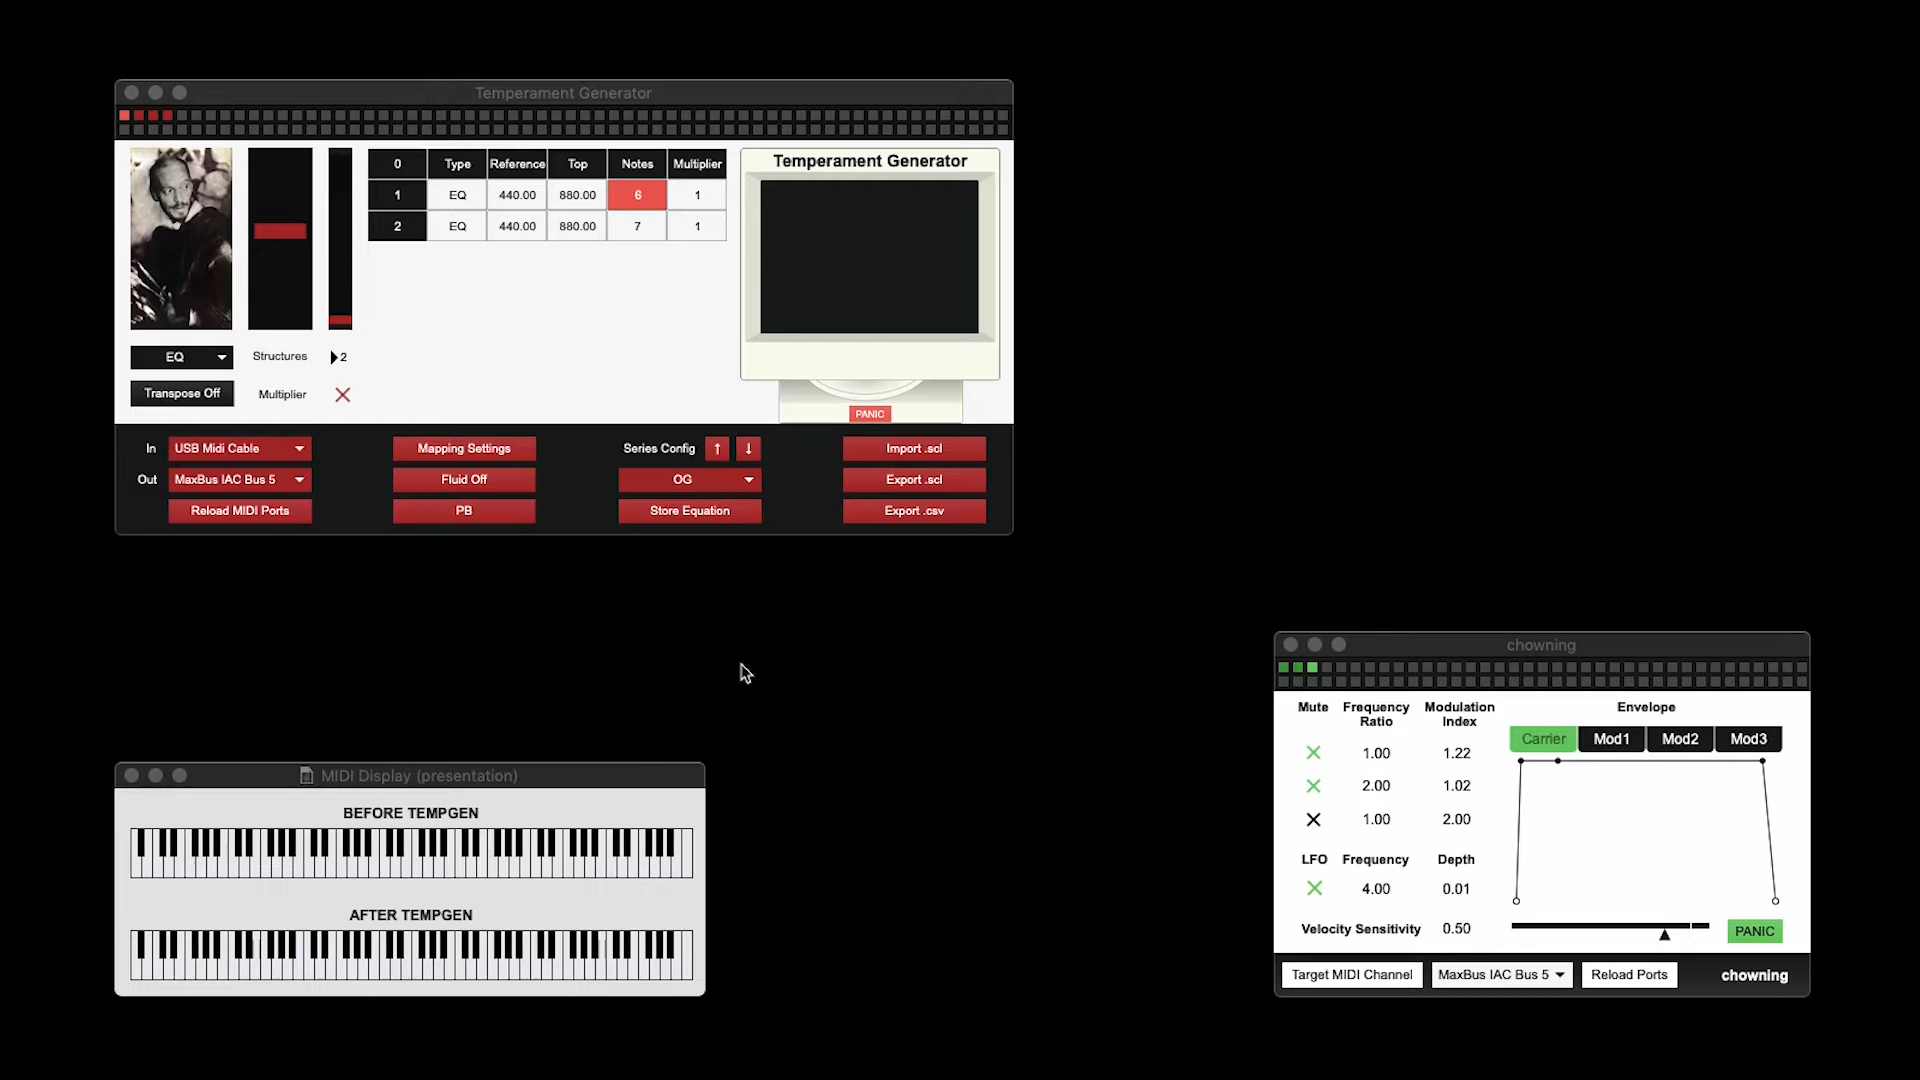 Temperament Generator
0 Type Reference Top Notes Multiplier
1 EQ 440.00 880.00 6 1
2 EQ 440.00 880.00 7 1
Temperament Generator
EQ
Structures
2
Transpose Off
Multiplier
PANIC
In USB Midi Cable
Out MaxBus IAC Bus 5
Reload MIDI Ports
Mapping Settings
Fluid Off
PB
Series Config ↑ ↓
OG
Store Equation
Import .scl
Export .scl
Export .csv
MIDI Display (presentation)
BEFORE TEMPGEN
AFTER TEMPGEN
chowning
Mute Frequency Ratio Modulation Index
1.00 1.22
2.00 1.02
1.00 2.00
LFO Frequency Depth
4.00 0.01
Velocity Sensitivity 0.50
Envelope
Carrier Mod1 Mod2 Mod3
PANIC
Target MIDI Channel MaxBus IAC Bus 5 Reload Ports chowning